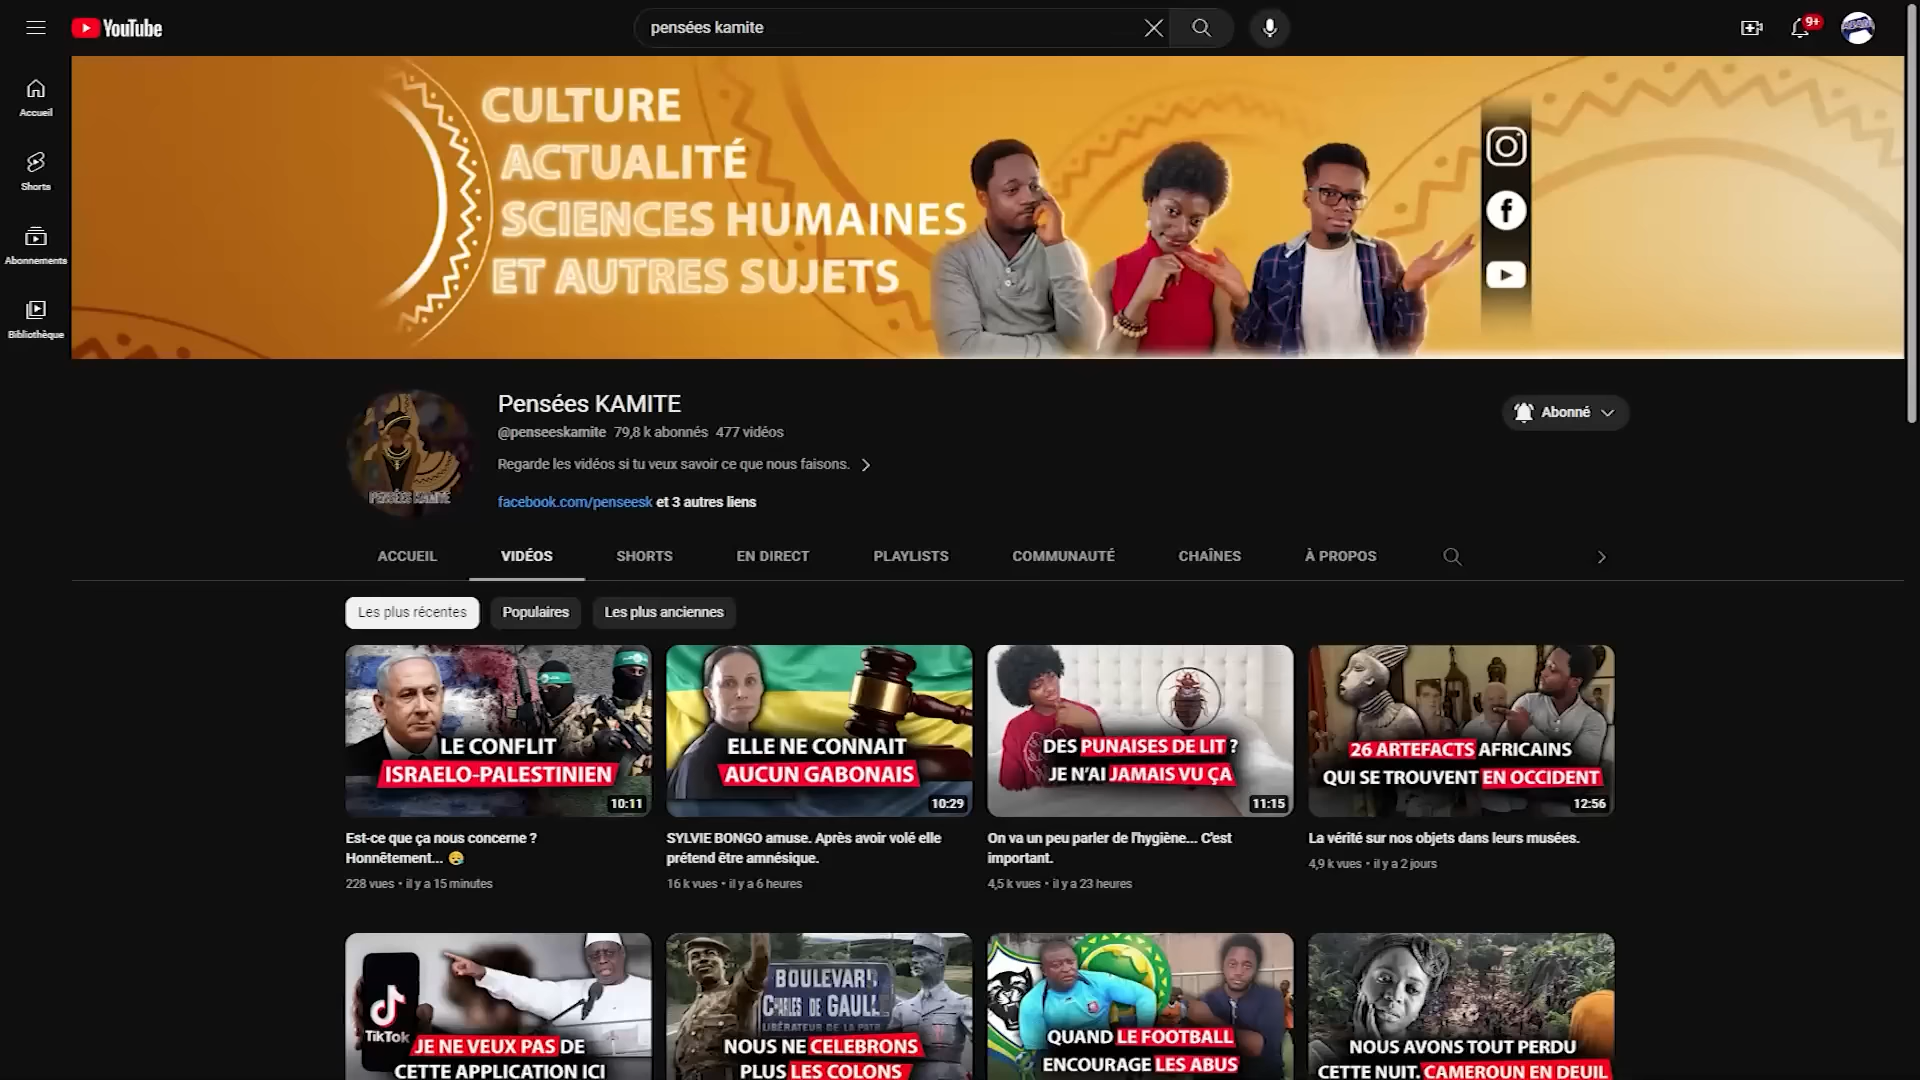 YouTube
pensées kamite
9+
Accueil
Shorts
Abonnements
Bibliothèque
CULTURE
ACTUALITÉ
SCIENCES HUMAINES
ET AUTRES SUJETS
PENSÉES KAMITE
Pensées KAMITE
@penseeskamite 79,8 k abonnés 477 vidéos
Regarde les vidéos si tu veux savoir ce que nous faisons.
facebook.com/penseesk et 3 autres liens
Abonné
ACCUEIL VIDÉOS SHORTS EN DIRECT PLAYLISTS COMMUNAUTÉ CHAÎNES À PROPOS
Les plus récentes Populaires Les plus anciennes
LE CONFLIT
ISRAELO-PALESTINIEN
10:11
Est-ce que ça nous concerne ?
Honnêtement... 😪
228 vues • il y a 15 minutes
ELLE NE CONNAIT
AUCUN GABONAIS
10:29
SYLVIE BONGO amuse. Après avoir volé elle
prétend être amnésique.
16 k vues • il y a 6 heures
DES PUNAISES DE LIT ?
JE N'AI JAMAIS VU ÇA
11:15
On va un peu parler de l'hygiène... C'est
important.
4,5 k vues • il y a 23 heures
26 ARTEFACTS AFRICAINS
QUI SE TROUVENT EN OCCIDENT
12:56
La vérité sur nos objets dans leurs musées.
4,9 k vues • il y a 2 jours
TikTok
JE NE VEUX PAS DE
CETTE APPLICATION ICI
BOULEVARD
CHARLES DE GAULLE
LIBÉRATEUR DE LA PATR
NOUS NE CELEBRONS
PLUS LES COLONS
QUAND LE FOOTBALL
ENCOURAGE LES ABUS
NOUS AVONS TOUT PERDU
CETTE NUIT. CAMEROUN EN DEUIL